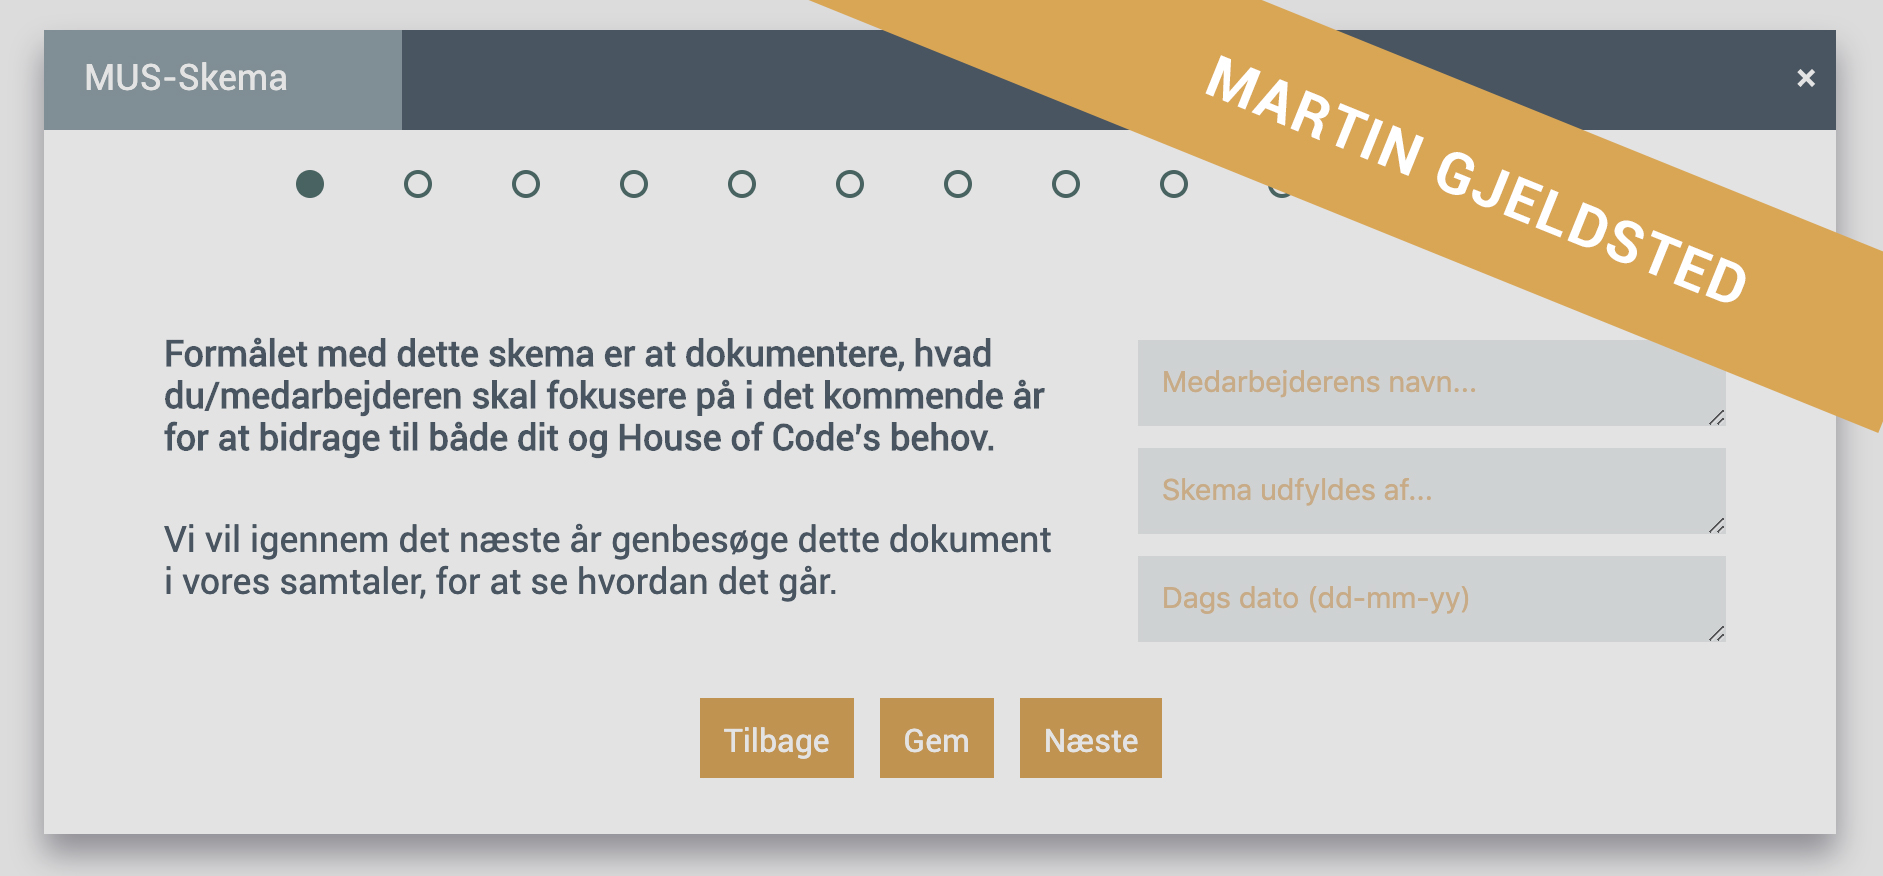 MUS-Skema
×
MARTIN GJELDSTED
Formålet med dette skema er at dokumentere, hvad
du/medarbejderen skal fokusere på i det kommende år
for at bidrage til både dit og House of Code's behov.
Vi vil igennem det næste år genbesøge dette dokument
i vores samtaler, for at se hvordan det går.
Medarbejderens navn...
Skema udfyldes af...
Dags dato (dd-mm-yy)
Tilbage
Gem
Næste